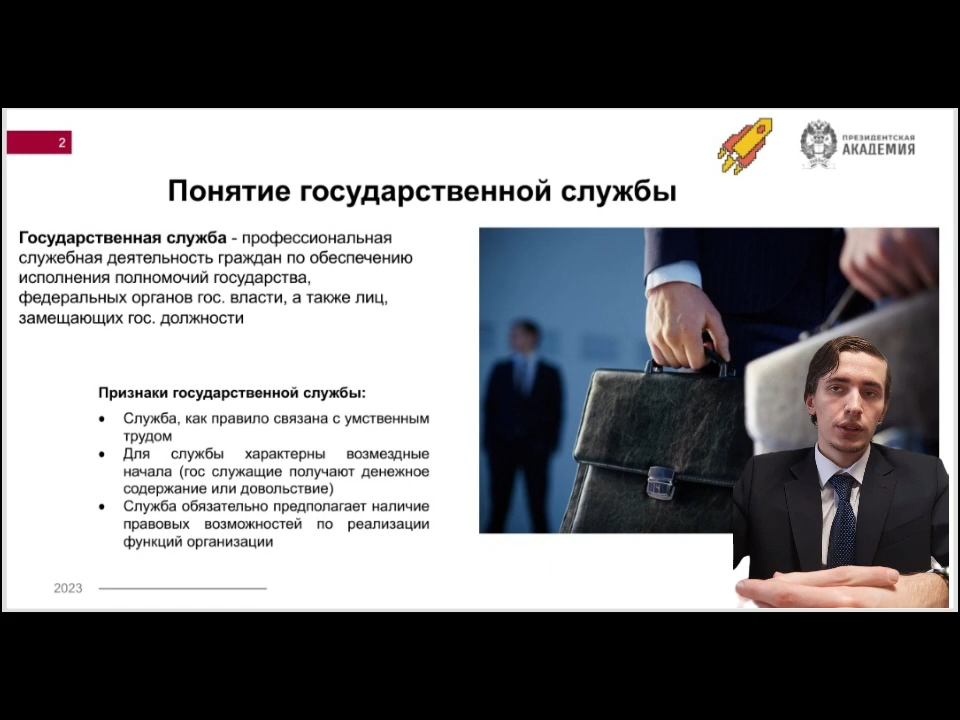 2
ПРЕЗИДЕНТСКАЯ
АКАДЕМИЯ
Понятие государственной службы
Государственная служба - профессиональная
служебная деятельность граждан по обеспечению
исполнения полномочий государства,
федеральных органов гос. власти, а также лиц,
замещающих гос. должности
Признаки государственной службы:
• Служба, как правило связана с умственным
трудом
• Для службы характерны возмездные
начала (гос служащие получают денежное
содержание или довольствие)
• Служба обязательно предполагает наличие
правовых возможностей по реализации
функций организации
2023